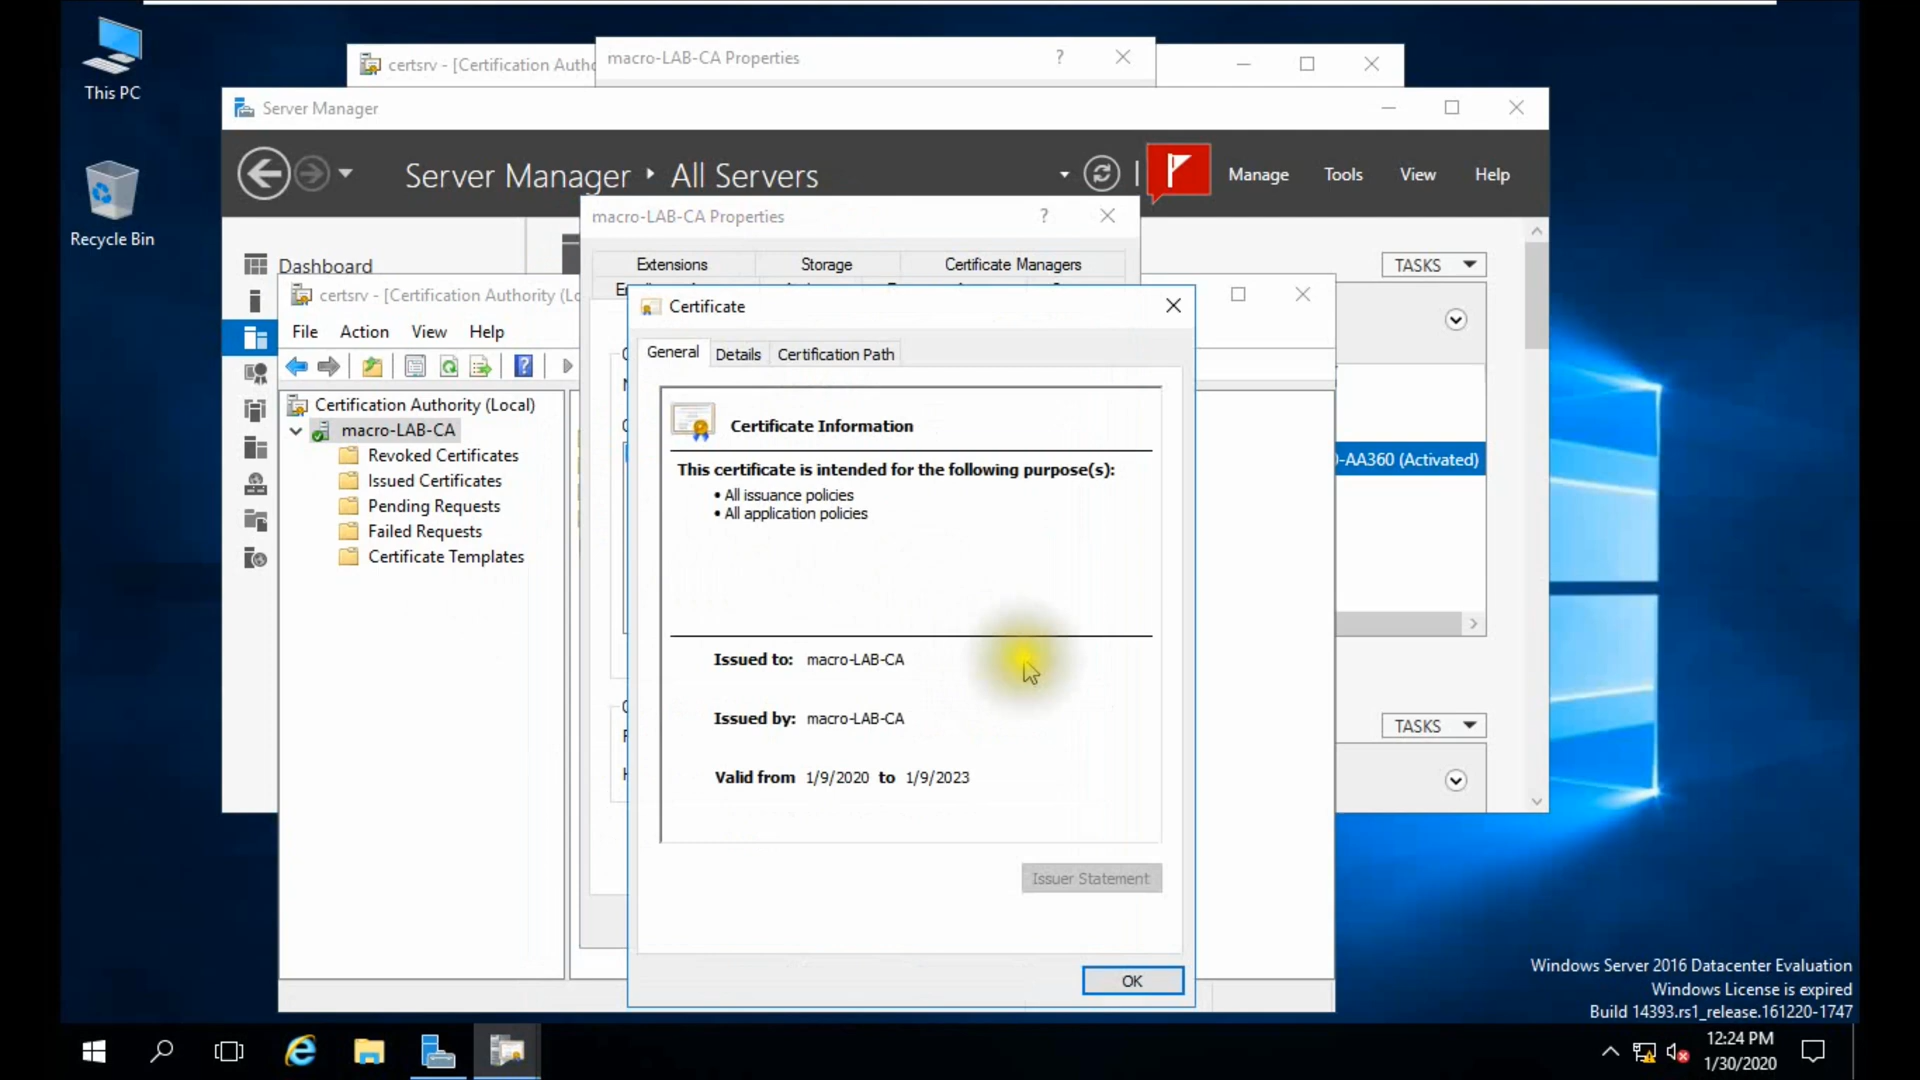 This PC
Recycle Bin
certsrv - [Certification Autho
macro-LAB-CA Properties
?
Server Manager
Server Manager ‣ All Servers
Manage
Tools
View
Help
macro-LAB-CA Properties
?
Extensions
Storage
Certificate Managers
Dashboard
TASKS
certsrv - [Certification Authority (Lo
File
Action
View
Help
Certification Authority (Local)
macro-LAB-CA
Revoked Certificates
Issued Certificates
Pending Requests
Failed Requests
Certificate Templates
Certificate
General
Details
Certification Path
Certificate Information
This certificate is intended for the following purpose(s):
• All issuance policies
• All application policies
Issued to: macro-LAB-CA
Issued by: macro-LAB-CA
Valid from 1/9/2020 to 1/9/2023
Issuer Statement
OK
-AA360 (Activated)
TASKS
Windows Server 2016 Datacenter Evaluation
Windows License is expired
Build 14393.rs1_release.161220-1747
12:24 PM
1/30/2020